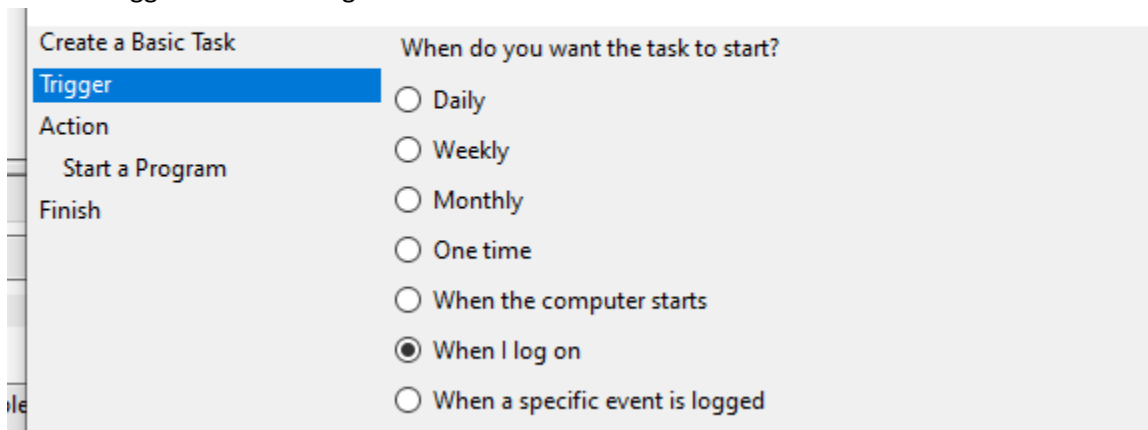 Create a Basic Task
Trigger
Action
Start a Program
Finish
When do you want the task to start?
Daily
Weekly
Monthly
One time
When the computer starts
When I log on
When a specific event is logged